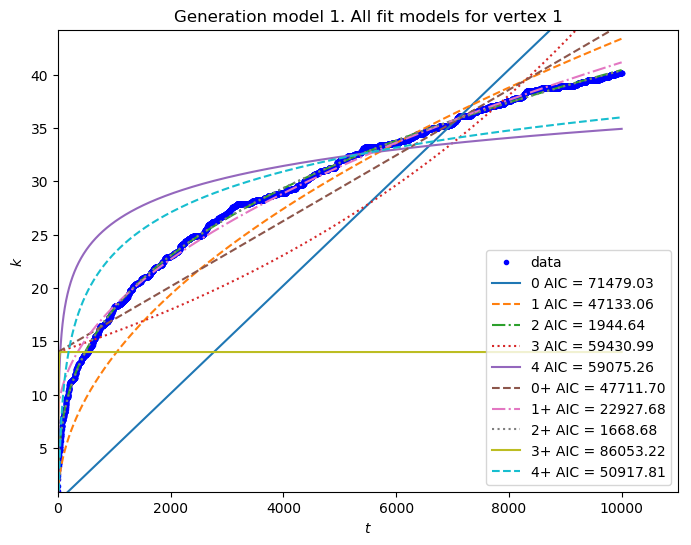 Generation model 1. All fit models for vertex 1
k
40
35
30
25
20
15
10
5
data
0 AIC = 71479.03
1 AIC = 47133.06
2 AIC = 1944.64
3 AIC = 59430.99
4 AIC = 59075.26
0+ AIC = 47711.70
1+ AIC = 22927.68
2+ AIC = 1668.68
3+ AIC = 86053.22
4+ AIC = 50917.81
0 2000 4000 6000 8000 10000
t